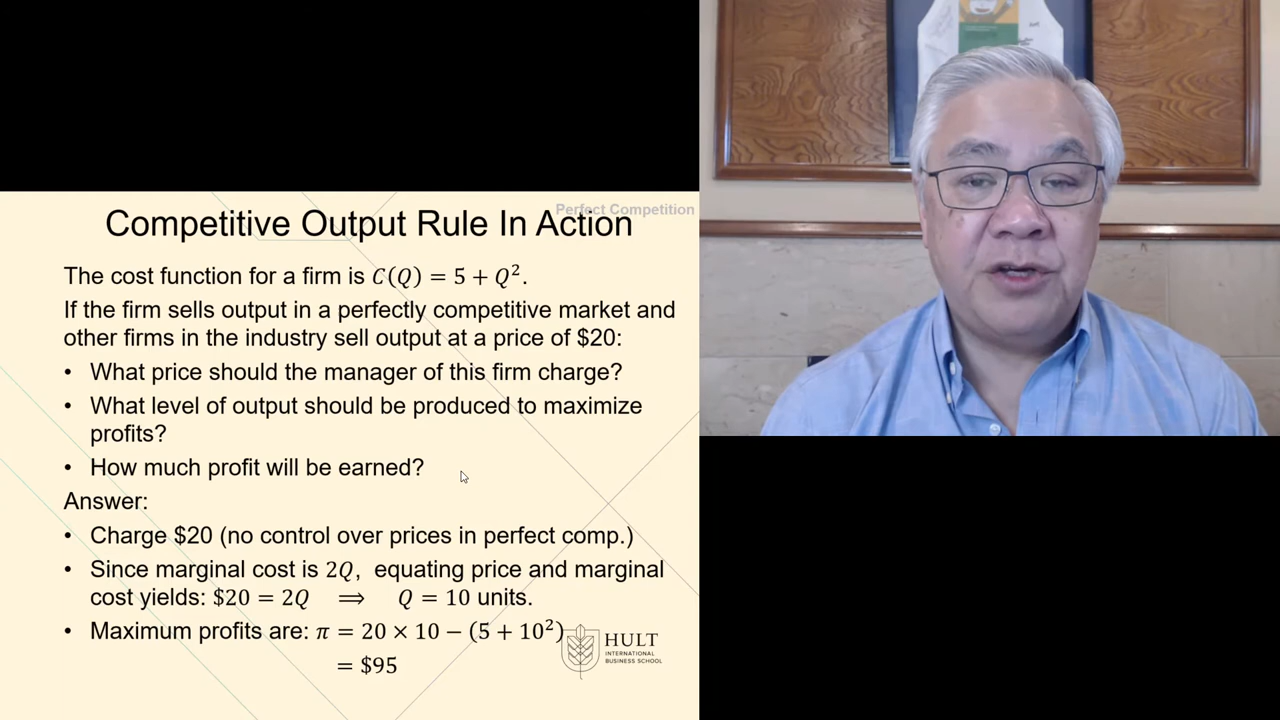 Perfect Competition
Competitive Output Rule In Action
The cost function for a firm is C(Q) = 5 + Q².
If the firm sells output in a perfectly competitive market and
other firms in the industry sell output at a price of $20:
• What price should the manager of this firm charge?
• What level of output should be produced to maximize
profits?
• How much profit will be earned?
Answer:
• Charge $20 (no control over prices in perfect comp.)
• Since marginal cost is 2Q, equating price and marginal
cost yields: $20 = 2Q ⟹ Q = 10 units.
• Maximum profits are: π = 20 × 10 − (5 + 10²)
= $95
HULT
INTERNATIONAL
BUSINESS SCHOOL